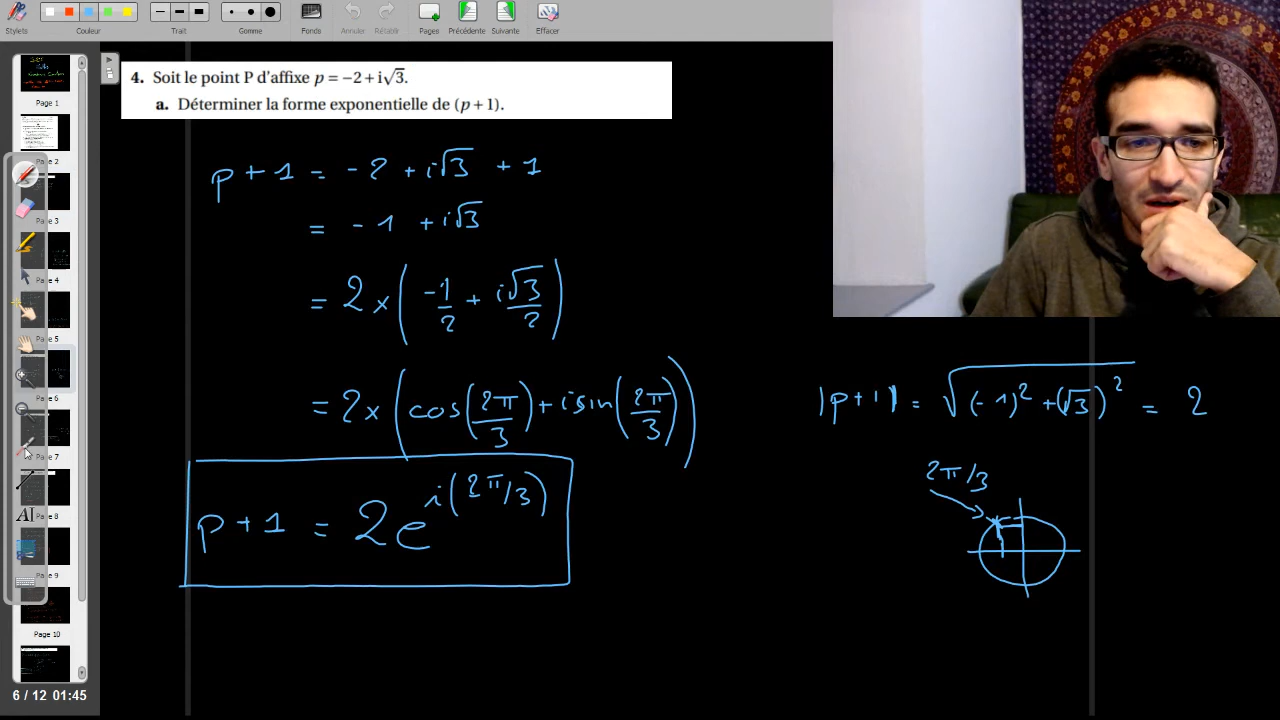 Stylets
Couleur
Trait
Gomme
Fonds
Annuler
Rétablir
Pages
Précédente
Suivante
Effacer
Page 1
Page 2
Page 3
Page 4
Page 5
Page 6
Page 7
Page 8
Page 9
Page 10
AI
6 / 12 01:45
4. Soit le point P d'affixe p = −2 + i√3.
a. Déterminer la forme exponentielle de (p + 1).
p + 1 = - 2 + i√3 + 1
= - 1 + i√3
= 2 × (-1/2 + i√3/2)
= 2 × (cos(2π/3) + i sin(2π/3))
p + 1 = 2e^i(2π/3)
|p + 1| = √((-1)² + (√3)²) = 2
2π/3